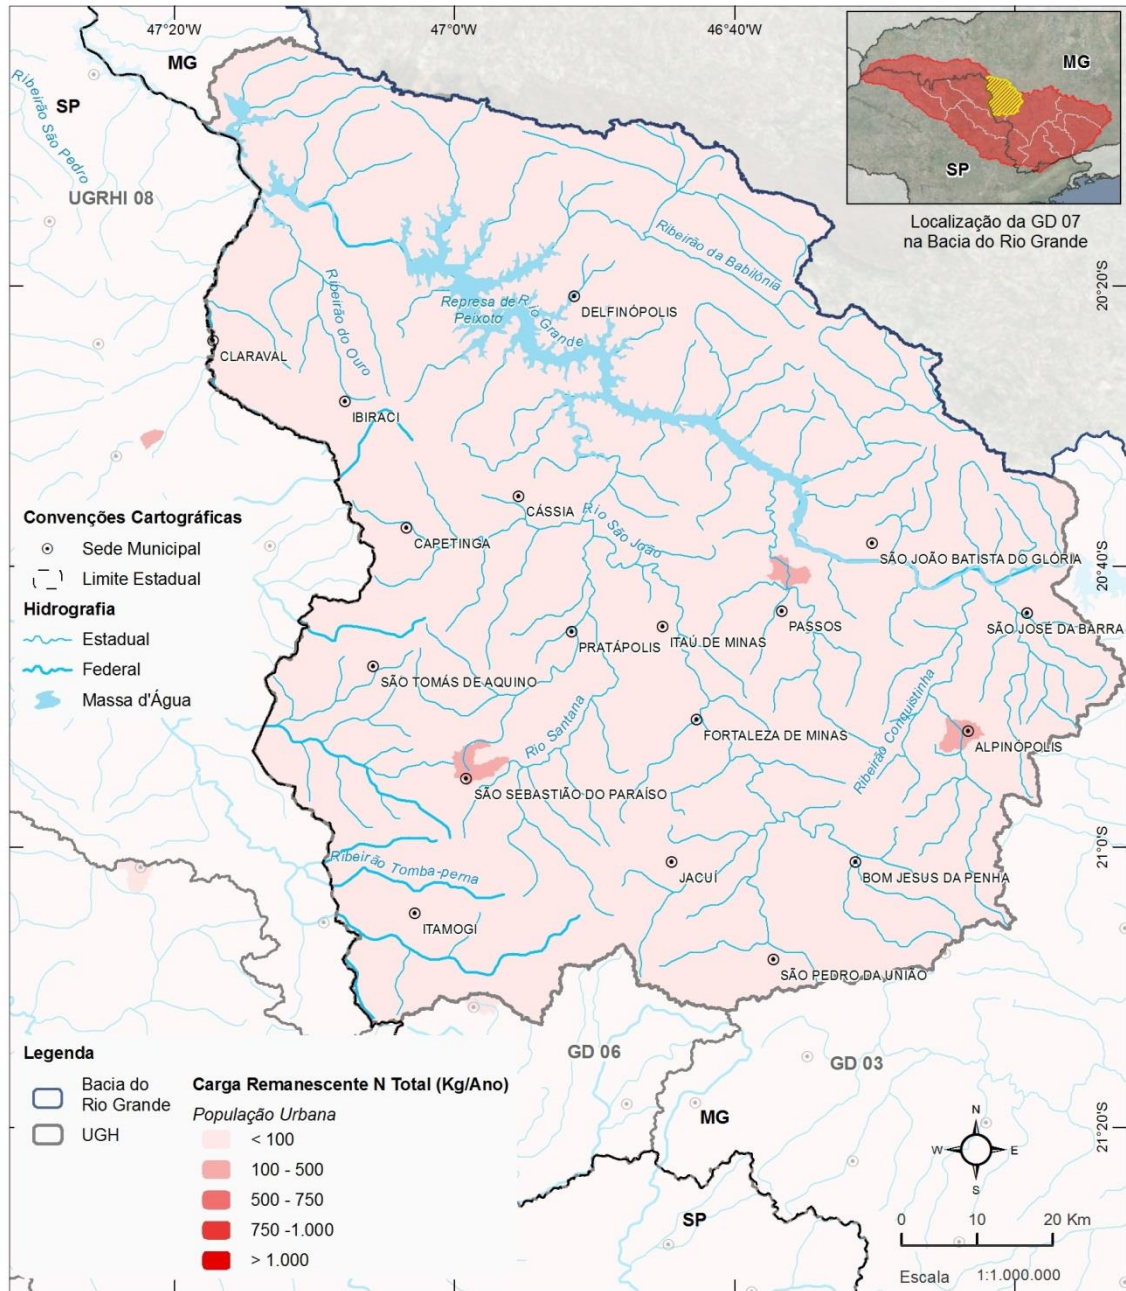 47°20'W
47°0'W
46°40'W
MG
SP
Ribeirão São Pedro
UGRHI 08
MG
SP
Localização da GD 07
na Bacia do Rio Grande
Ribeirão da Babilônia
20°20'S
Ribeirão do Ouro
Represa de
Peixoto
Rio Grande
DELFINÓPOLIS
CLARAVAL
IBIRACI
CÁSSIA
Rio São João
CAPETINGA
SÃO JOÃO BATISTA DO GLÓRIA
20°40'S
Convenções Cartográficas
Sede Municipal
Limite Estadual
Hidrografia
Estadual
Federal
Massa d'Água
PASSOS
SÃO JOSÉ DA BARRA
ITAÚ DE MINAS
PRATÁPOLIS
SÃO TOMÁS DE AQUINO
Rio Santana
FORTALEZA DE MINAS
Ribeirão Conquistinha
ALPINÓPOLIS
SÃO SEBASTIÃO DO PARAÍSO
21°0'S
Ribeirão Tomba-perna
JACUÍ
BOM JESUS DA PENHA
ITAMOGI
SÃO PEDRO DA UNIÃO
GD 06
GD 03
MG
SP
21°20'S
Legenda
Bacia do
Rio Grande
UGH
Carga Remanescente N Total (Kg/Ano)
População Urbana
< 100
100 - 500
500 - 750
750 -1.000
> 1.000
N
W
E
S
0 10 20 Km
Escala 1:1.000.000